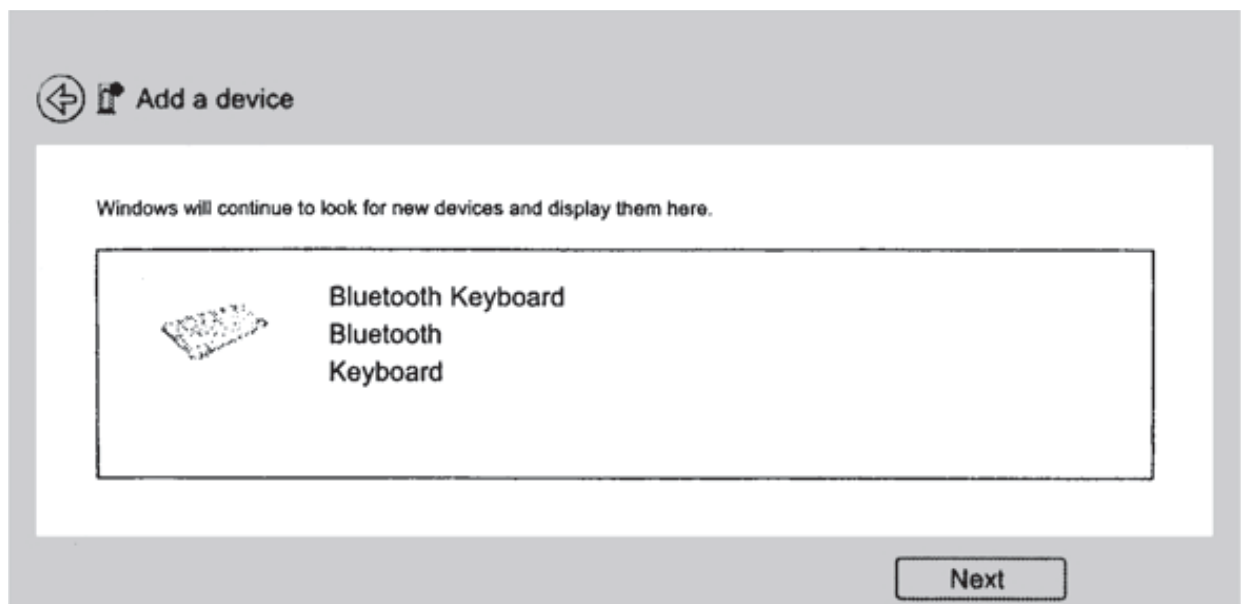 Add a device
Windows will continue to look for new devices and display them here.
Bluetooth Keyboard
Bluetooth
Keyboard
Next